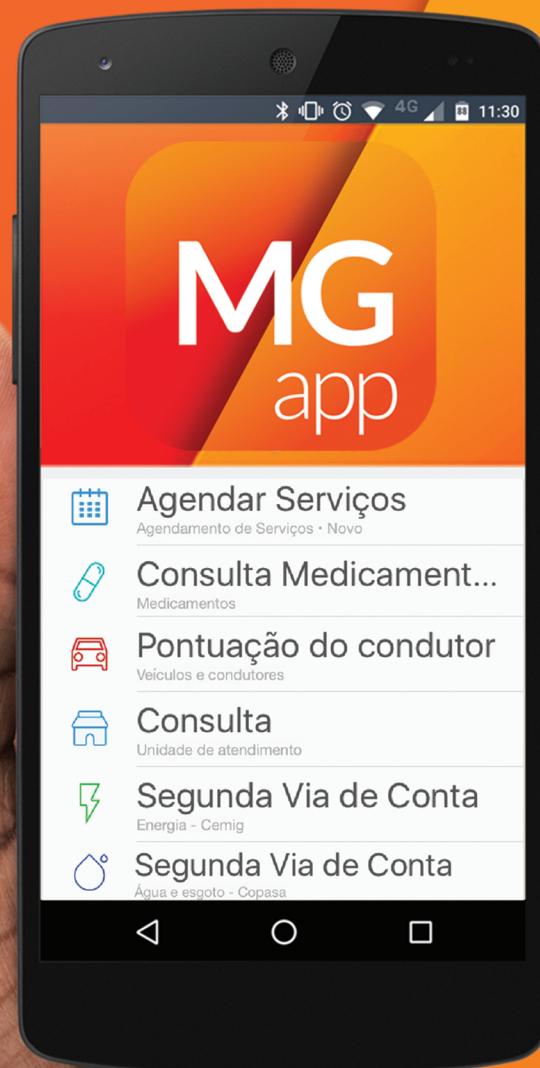 4G 11:30
MG
app
Agendar Serviços
Agendamento de Serviços • Novo
Consulta Medicament...
Medicamentos
Pontuação do condutor
Veículos e condutores
Consulta
Unidade de atendimento
Segunda Via de Conta
Energia - Cemig
Segunda Via de Conta
Água e esgoto - Copasa